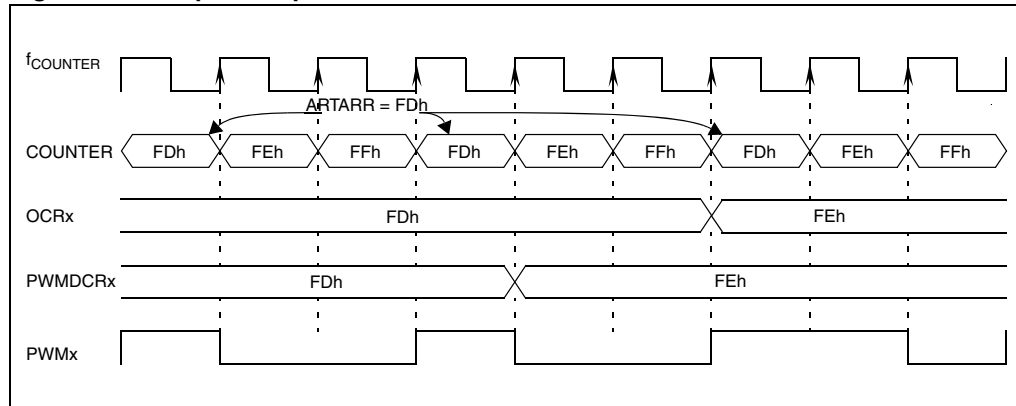 fCOUNTER
ARTARR = FDh
COUNTER FDh FEh FFh FDh FEh FFh FDh FEh FFh
OCRx FDh FEh
PWMDCRx FDh FEh
PWMx